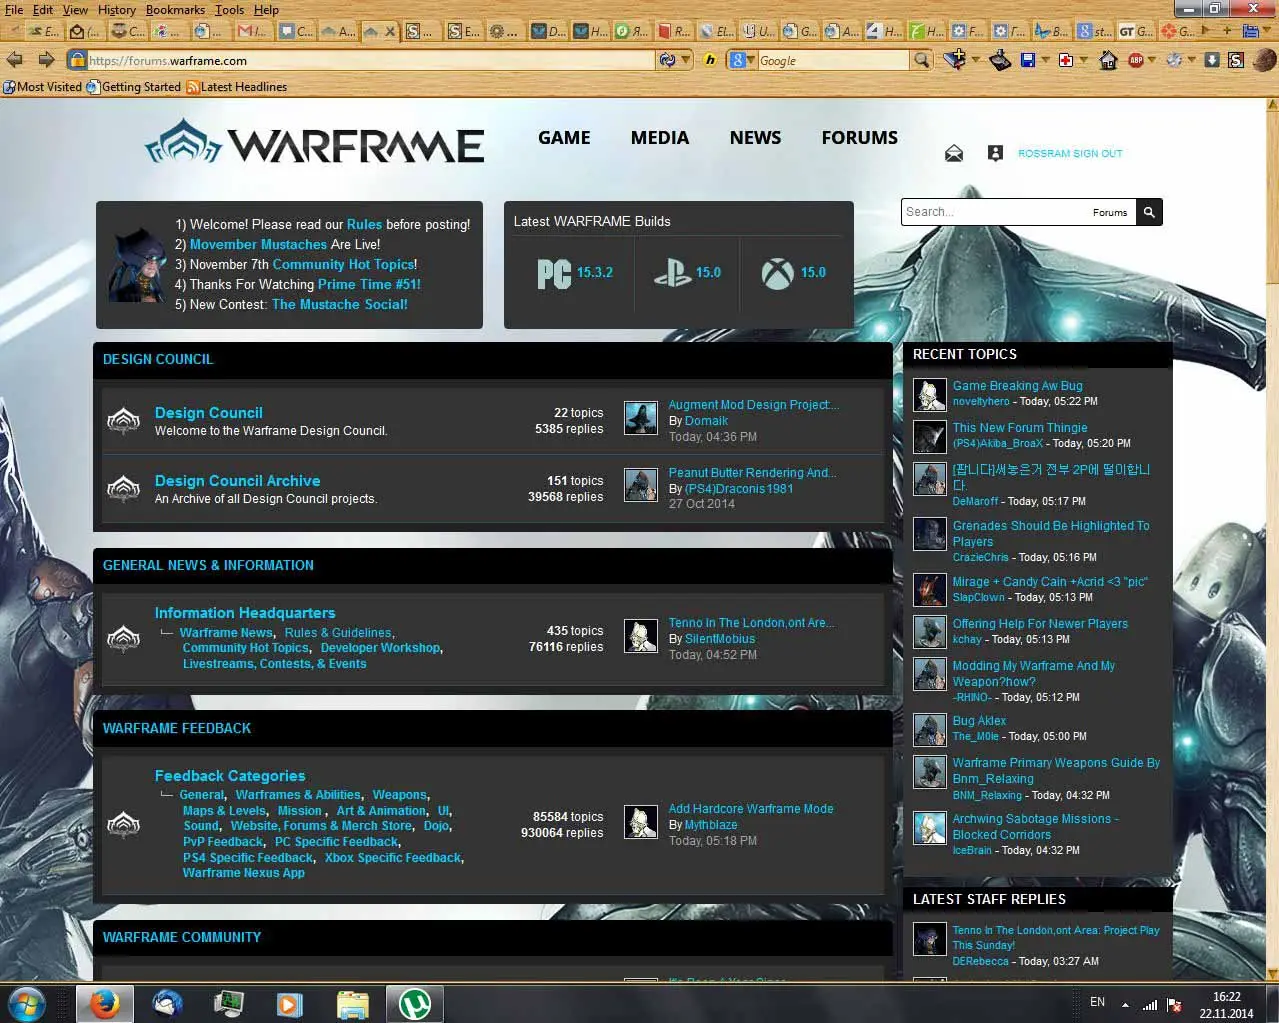 File Edit View History Bookmarks Tools Help
https://forums.warframe.com
Google
Most Visited Getting Started Latest Headlines
WARFRAME
GAME MEDIA NEWS FORUMS
ROSSRAM SIGN OUT
1) Welcome! Please read our Rules before posting!
2) Movember Mustaches Are Live!
3) November 7th Community Hot Topics!
4) Thanks For Watching Prime Time #51!
5) New Contest: The Mustache Social!
Latest WARFRAME Builds
PC 15.3.2 15.0 15.0
Search... Forums
DESIGN COUNCIL
Design Council
Welcome to the Warframe Design Council.
22 topics
5385 replies
Augment Mod Design Project:...
By Domaik
Today, 04:36 PM
Design Council Archive
An Archive of all Design Council projects.
151 topics
39568 replies
Peanut Butter Rendering And...
By (PS4)Draconis1981
27 Oct 2014
GENERAL NEWS & INFORMATION
Information Headquarters
Warframe News, Rules & Guidelines,
Community Hot Topics, Developer Workshop,
Livestreams, Contests, & Events
435 topics
76116 replies
Tenno In The London,ont Are...
By SilentMobius
Today, 04:52 PM
WARFRAME FEEDBACK
Feedback Categories
General, Warframes & Abilities, Weapons,
Maps & Levels, Mission , Art & Animation, UI,
Sound, Website, Forums & Merch Store, Dojo,
PvP Feedback, PC Specific Feedback,
PS4 Specific Feedback, Xbox Specific Feedback,
Warframe Nexus App
85584 topics
930064 replies
Add Hardcore Warframe Mode
By Mythblaze
Today, 05:18 PM
WARFRAME COMMUNITY
RECENT TOPICS
Game Breaking Aw Bug
noveltyhero - Today, 05:22 PM
This New Forum Thingie
(PS4)Akiba_BroaX - Today, 05:20 PM
[팝니다]써놓은거 전부 2P에 떨이합니
다.
DeMaroff - Today, 05:17 PM
Grenades Should Be Highlighted To
Players
CrazieChris - Today, 05:16 PM
Mirage + Candy Cain +Acrid <3 "pic"
SlapClown - Today, 05:13 PM
Offering Help For Newer Players
kchay - Today, 05:13 PM
Modding My Warframe And My
Weapon?how?
-RHINO- - Today, 05:12 PM
Bug Aklex
The_M0le - Today, 05:00 PM
Warframe Primary Weapons Guide By
Bnm_Relaxing
BNM_Relaxing - Today, 04:32 PM
Archwing Sabotage Missions -
Blocked Corridors
IceBrain - Today, 04:32 PM
LATEST STAFF REPLIES
Tenno In The London,ont Area: Project Play
This Sunday!
DERebecca - Today, 03:27 AM
EN
16:22
22.11.2014